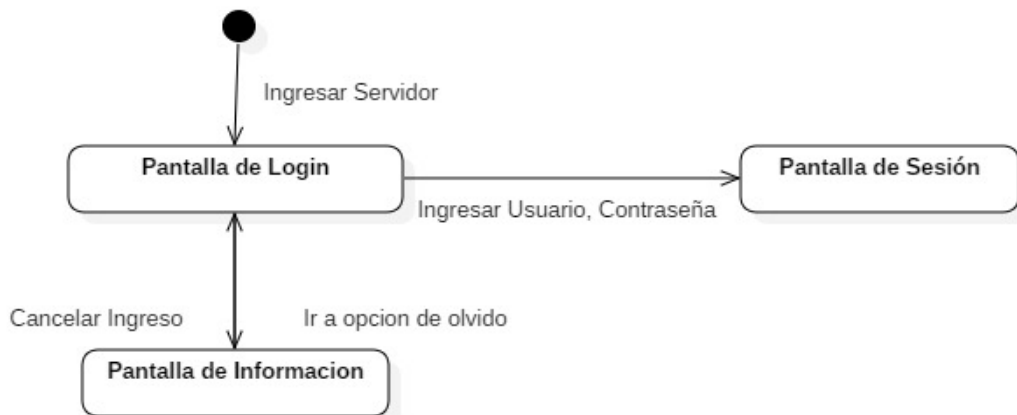 Ingresar Servidor
Pantalla de Login
Pantalla de Sesión
Ingresar Usuario, Contraseña
Cancelar Ingreso
Ir a opcion de olvido
Pantalla de Informacion